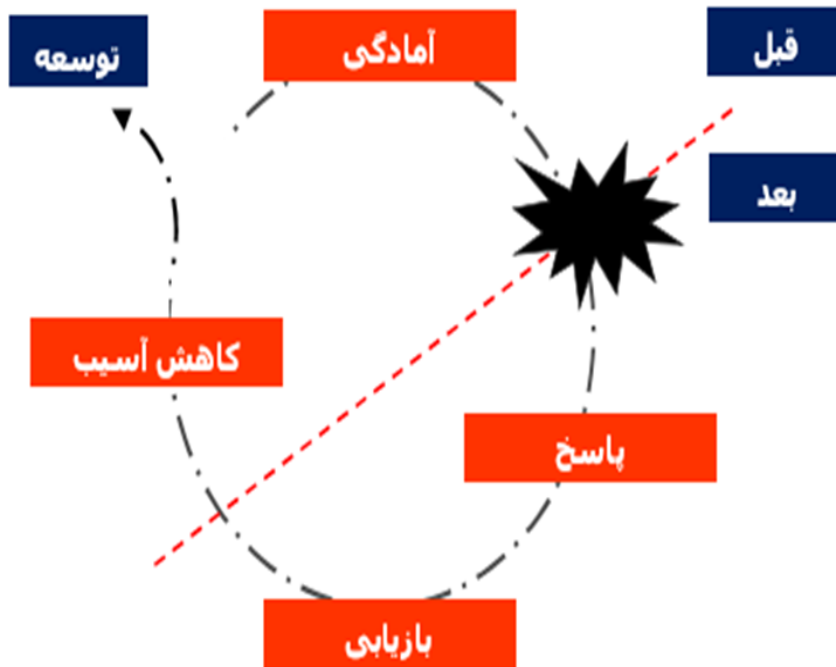 قبل
آمادگی
توسعه
بعد
کاهش آسیب
پاسخ
بازیابی